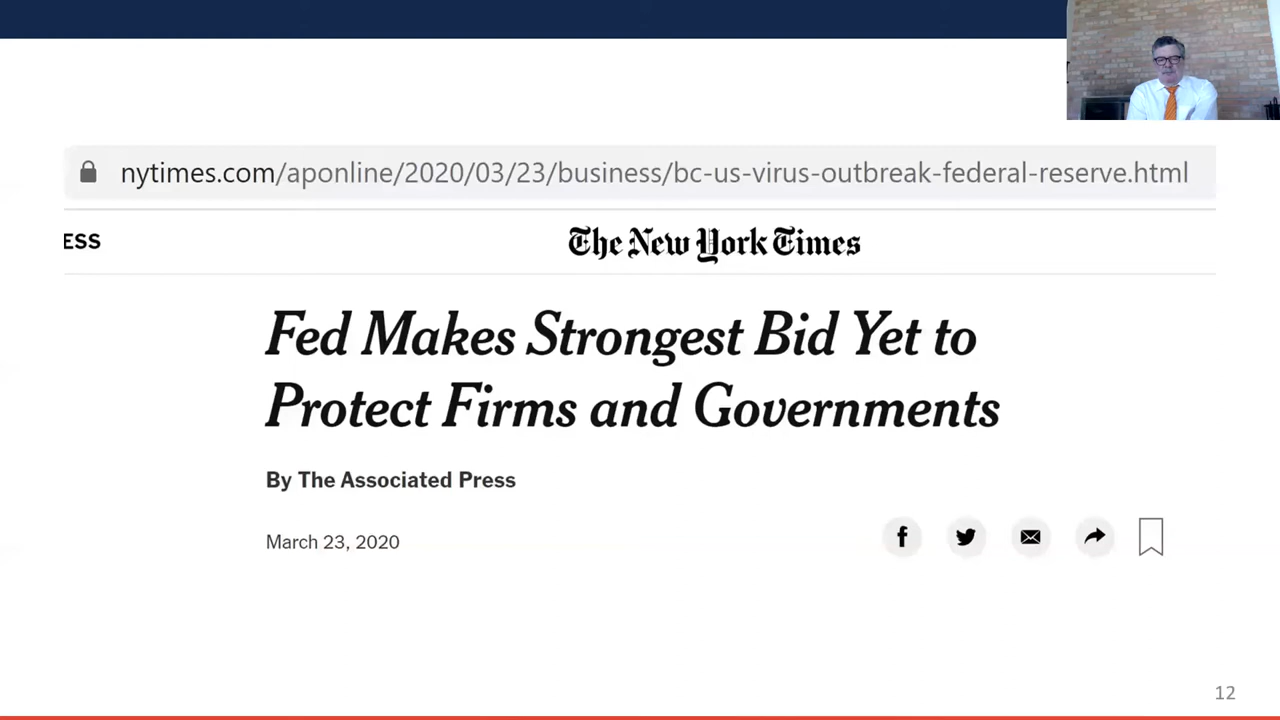 nytimes.com/aponline/2020/03/23/business/bc-us-virus-outbreak-federal-reserve.html
ESS
The New York Times
Fed Makes Strongest Bid Yet to
Protect Firms and Governments
By The Associated Press
March 23, 2020
12